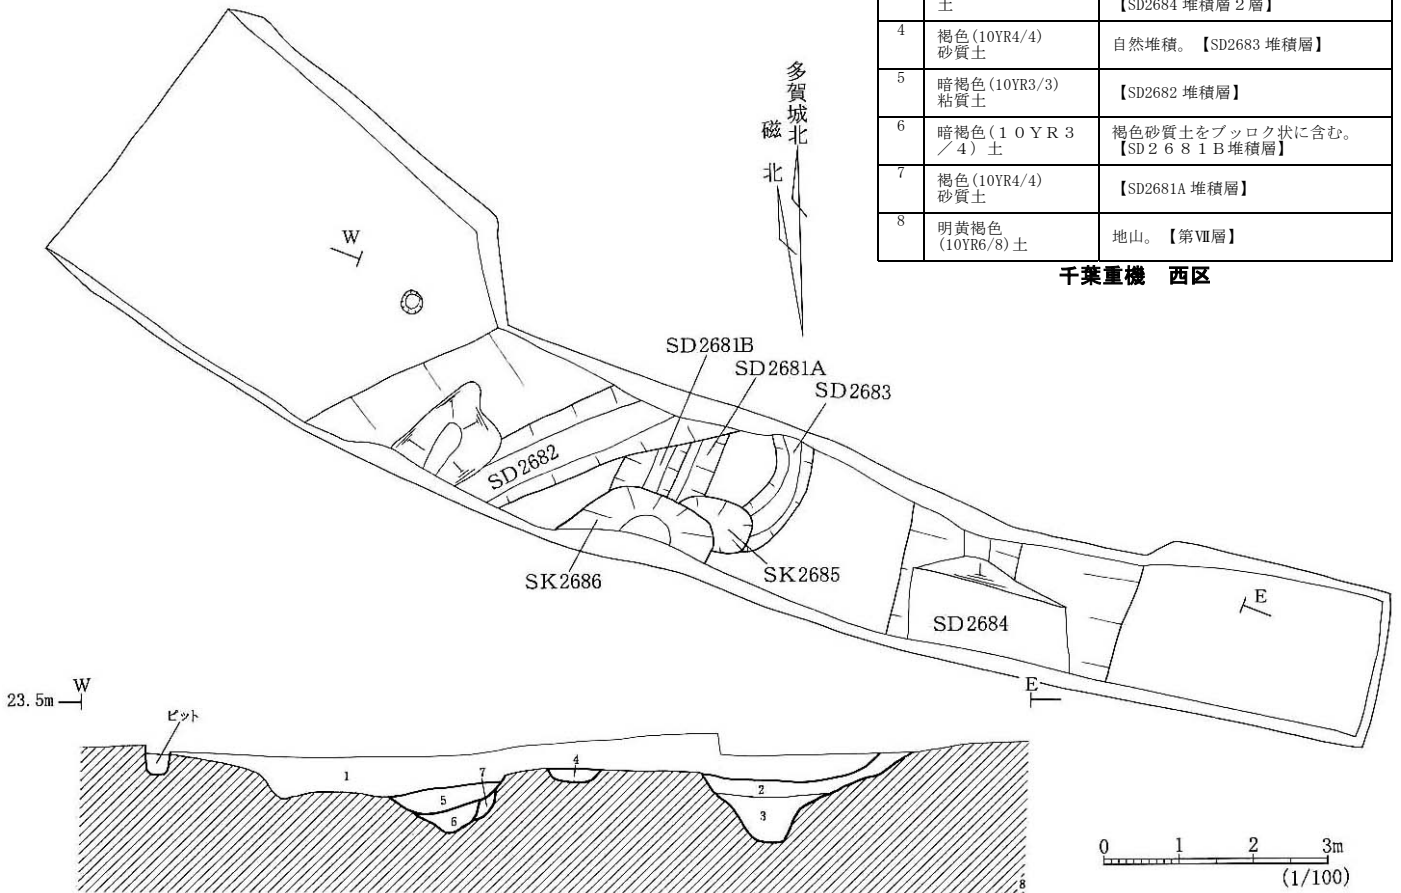 土
【SD2684 堆積層２層】
4
褐色(10YR4/4)
砂質土
自然堆積。【SD2683 堆積層】
5
暗褐色(10YR3/3)
粘質土
【SD2682 堆積層】
6
暗褐色(１０ＹＲ３
／４）土
褐色砂質土をブッロク状に含む。
【SD２６８１Ｂ堆積層】
7
褐色(10YR4/4)
砂質土
【SD2681A 堆積層】
8
明黄褐色
(10YR6/8)土
地山。【第Ⅶ層】
千葉重機　西区
多賀城北
磁北
W
SD2681B
SD2681A
SD2683
SD2682
SK2686
SK2685
SD2684
E
23.5m
W
E
ピット
1
2
3
4
5
6
7
8
0 1 2 3m
(1/100)